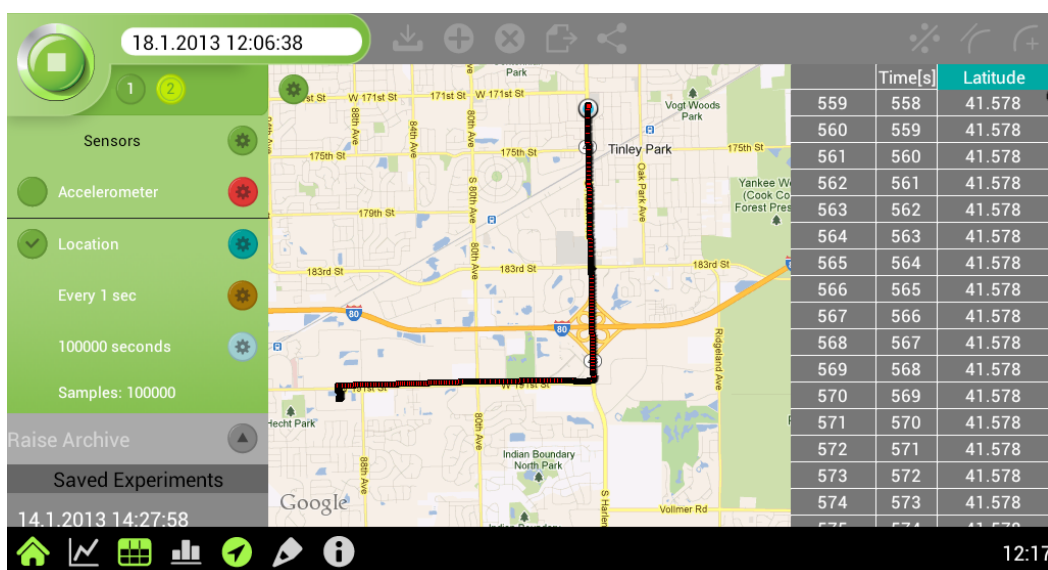 18.1.2013 12:06:38
1 2
Sensors
Accelerometer
Location
Every 1 sec
100000 seconds
Samples: 100000
Raise Archive
Saved Experiments
14.1.2013 14:27:58
Park
W 171st St
171st St
W 171st St
88th Ave
84th Ave
80th Ave
Vogt Woods
Park
175th St
175th St
Tinley Park
175th St
S 80th Ave
Oak Park Ave
Yankee
(Cook Co
Forest Pres
179th St
80th Ave
183rd St
183rd St
183rd St
80
80
Ridgeland Ave
W 191st St
Hecht Park
80th Ave
88th Ave
Indian Boundary
North Park
S Harlem
Vollmer Rd
Google
Time[s] Latitude
559 558 41.578
560 559 41.578
561 560 41.578
562 561 41.578
563 562 41.578
564 563 41.578
565 564 41.578
566 565 41.578
567 566 41.578
568 567 41.578
569 568 41.578
570 569 41.578
571 570 41.578
572 571 41.578
573 572 41.578
574 573 41.578
575 574 41.578
12:17